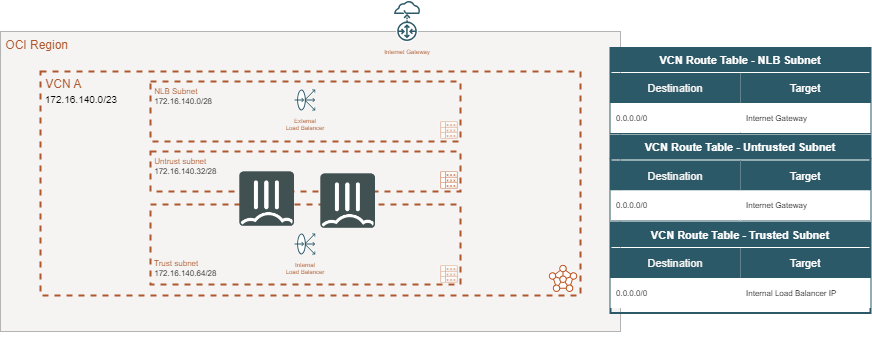 Internet Gateway
OCI Region
VCN A
172.16.140.0/23
NLB Subnet
172.16.140.0/28
External
Load Balancer
Untrust subnet
172.16.140.32/28
Trust subnet
172.16.140.64/28
Internal
Load Balancer
VCN Route Table - NLB Subnet
Destination Target
0.0.0.0/0 Internet Gateway
VCN Route Table - Untrusted Subnet
Destination Target
0.0.0.0/0 Internet Gateway
VCN Route Table - Trusted Subnet
Destination Target
0.0.0.0/0 Internal Load Balancer IP